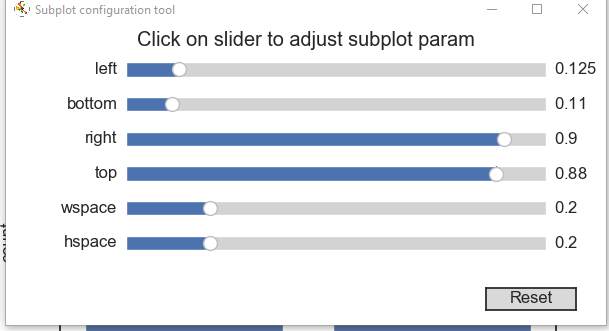 Subplot configuration tool
Click on slider to adjust subplot param
left 0.125
bottom 0.11
right 0.9
top 0.88
wspace 0.2
hspace 0.2
Reset